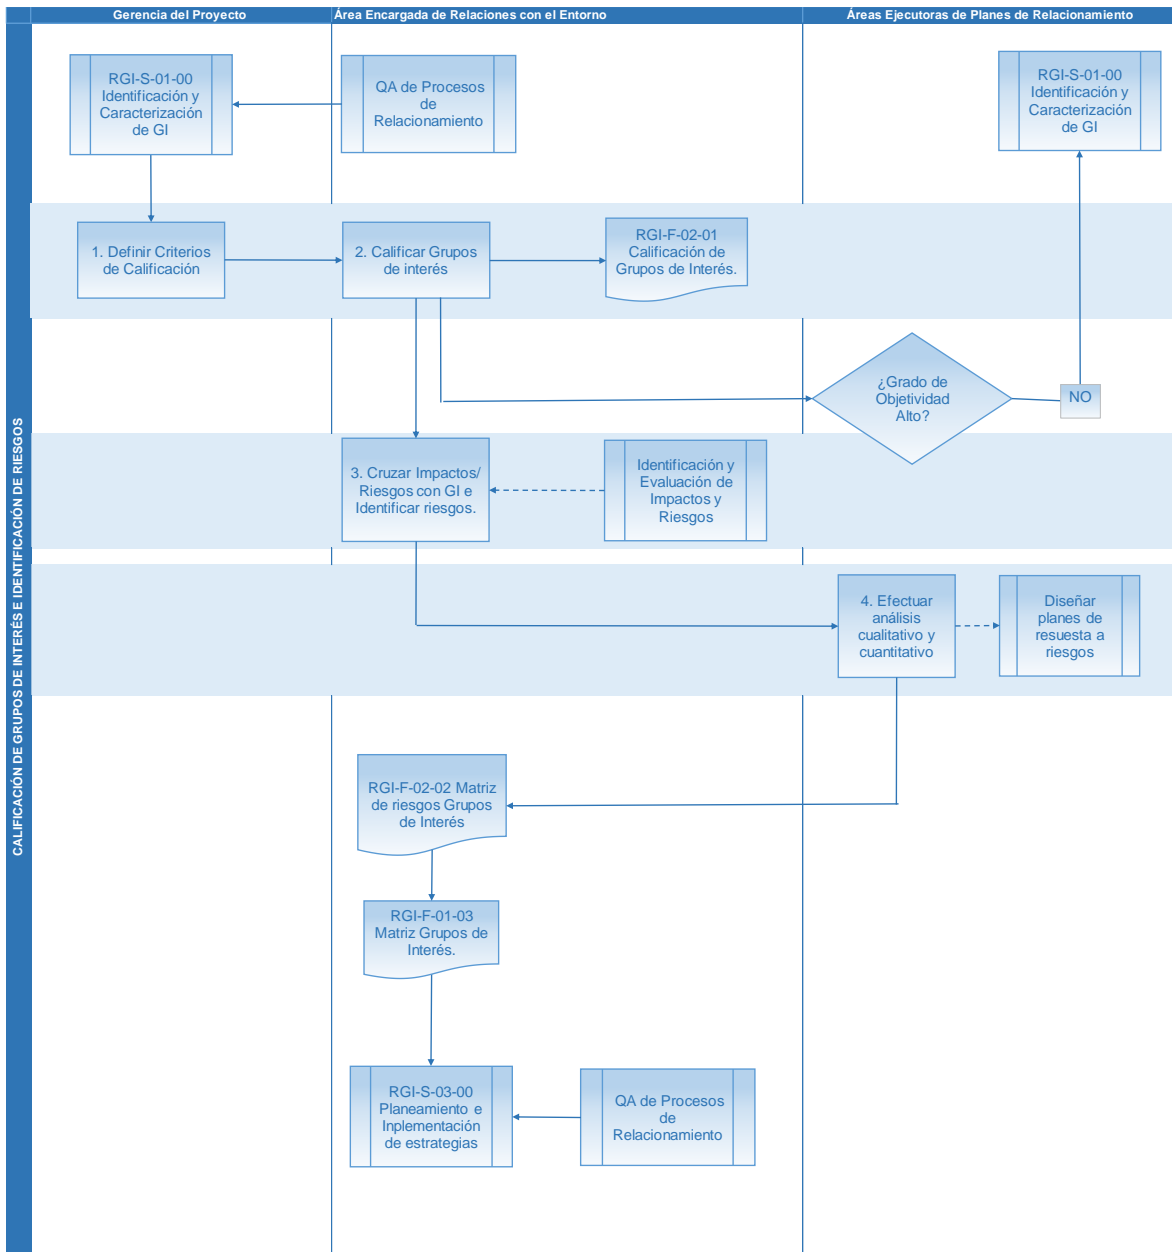 Gerencia del Proyecto
Área Encargada de Relaciones con el Entorno
Áreas Ejecutoras de Planes de Relacionamiento
CALIFICACIÓN DE GRUPOS DE INTERÉS E IDENTIFICACIÓN DE RIESGOS
RGI-S-01-00
Identificación y
Caracterización
de GI
QA de Procesos
de
Relacionamiento
RGI-S-01-00
Identificación y
Caracterización
de GI
1. Definir Criterios
de Calificación
2. Calificar Grupos
de interés
RGI-F-02-01
Calificación de
Grupos de Interés.
¿Grado de
Objetividad
Alto?
NO
3. Cruzar Impactos/
Riesgos con GI e
Identificar riesgos.
Identificación y
Evaluación de
Impactos y
Riesgos
4. Efectuar
análisis
cualitativo y
cuantitativo
Diseñar
planes de
resuesta a
riesgos
RGI-F-02-02 Matriz
de riesgos Grupos
de Interés
RGI-F-01-03
Matriz Grupos de
Interés.
RGI-S-03-00
Planeamiento e
Inplementación
de estrategias
QA de Procesos
de
Relacionamiento